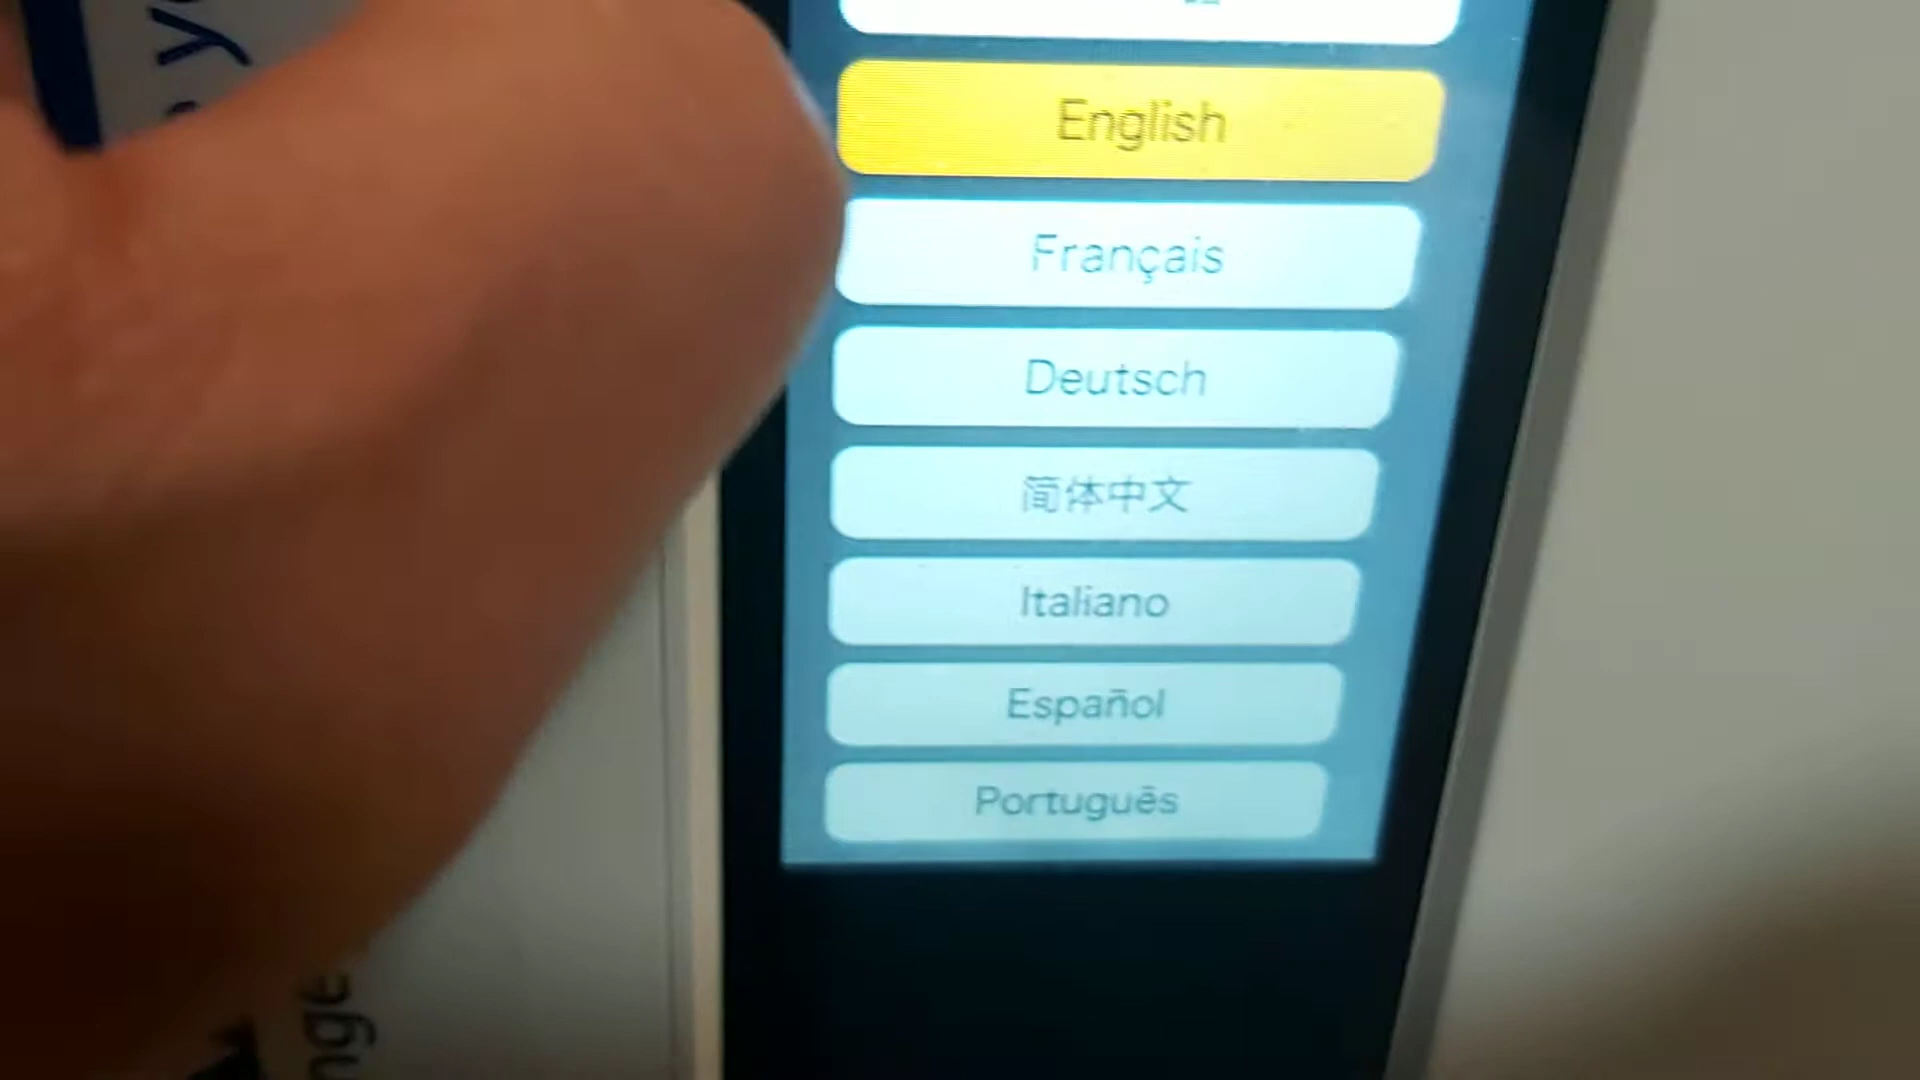 English
Français
Deutsch
简体中文
Italiano
Español
Português